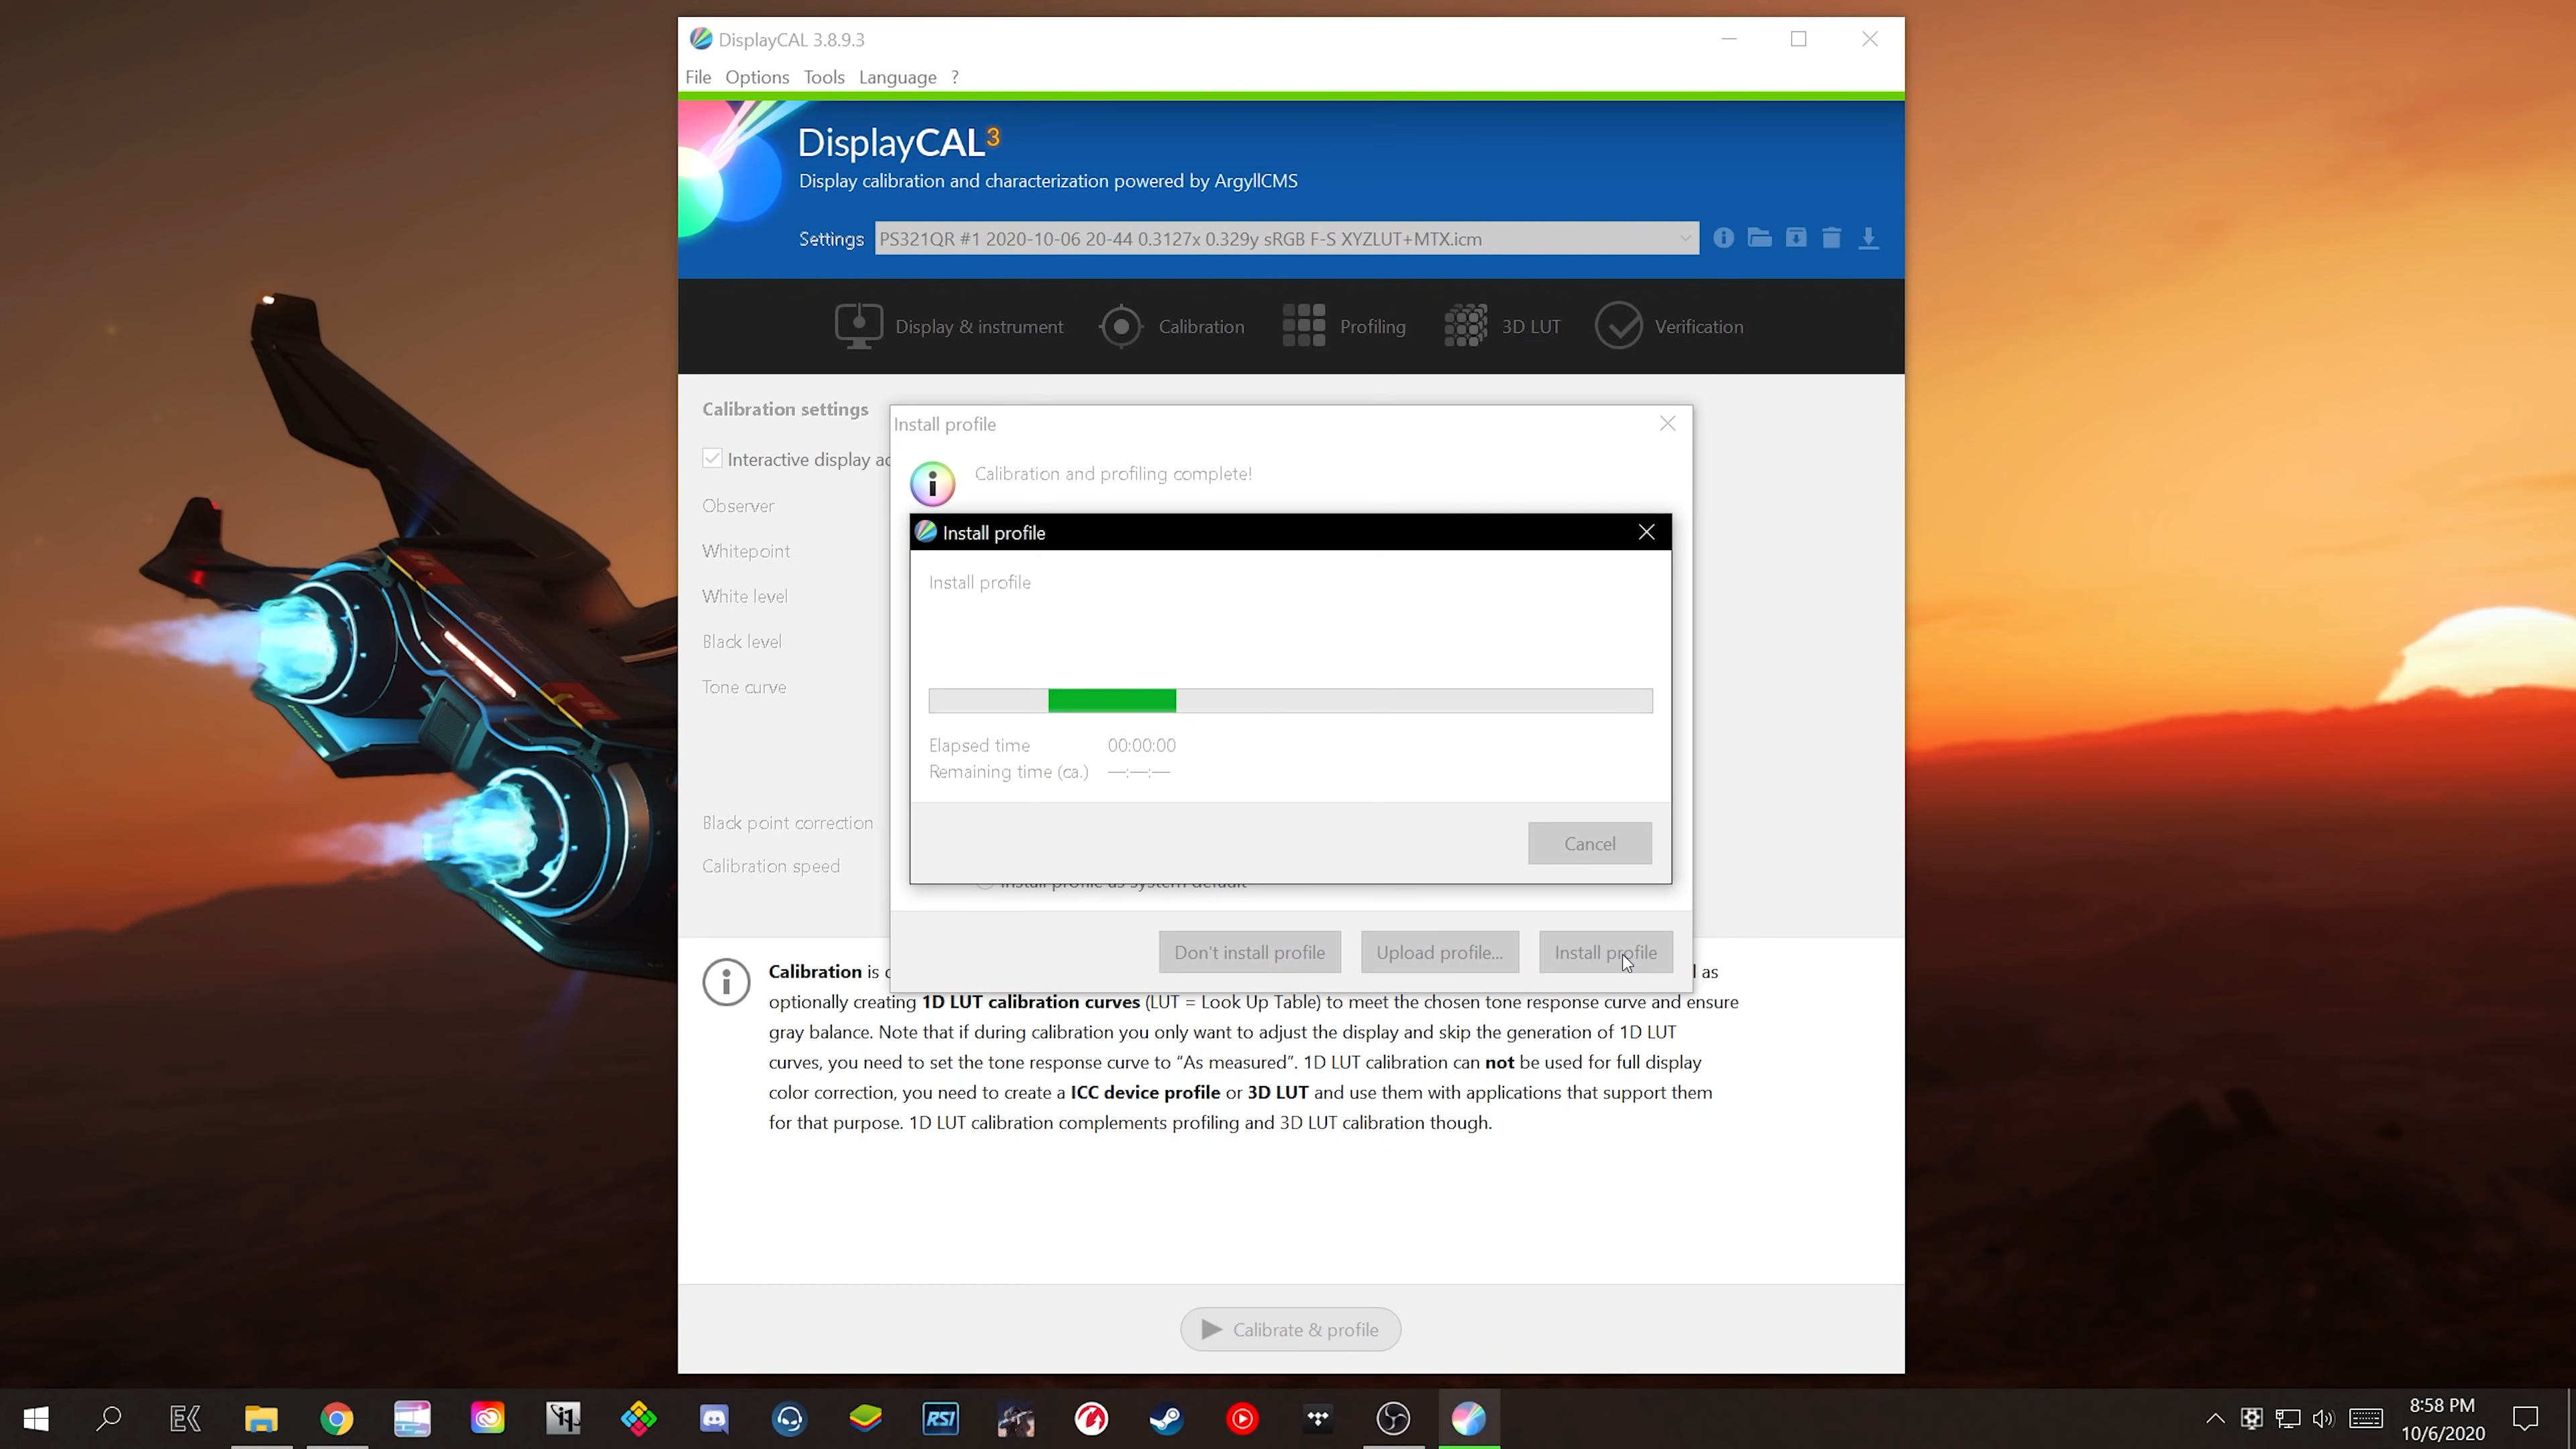 DisplayCAL 3.8.9.3
File Options Tools Language ?
DisplayCAL3
Display calibration and characterization powered by ArgyllCMS
Settings PS321QR #1 2020-10-06 20-44 0.3127x 0.329y sRGB F-S XYZLUT+MTX.icm
Display & instrument Calibration Profiling 3D LUT Verification
Calibration settings
Install profile
Interactive display ad
Calibration and profiling complete!
Observer
Install profile
Whitepoint
Install profile
White level
Black level
Tone curve
Elapsed time 00:00:00
Remaining time (ca.) —:—:—
Black point correction
Cancel
Calibration speed
Install profile as system default
Don't install profile Upload profile... Install profile
Calibration is as
optionally creating 1D LUT calibration curves (LUT = Look Up Table) to meet the chosen tone response curve and ensure
gray balance. Note that if during calibration you only want to adjust the display and skip the generation of 1D LUT
curves, you need to set the tone response curve to “As measured”. 1D LUT calibration can not be used for full display
color correction, you need to create a ICC device profile or 3D LUT and use them with applications that support them
for that purpose. 1D LUT calibration complements profiling and 3D LUT calibration though.
Calibrate & profile
RSI
8:58 PM
10/6/2020